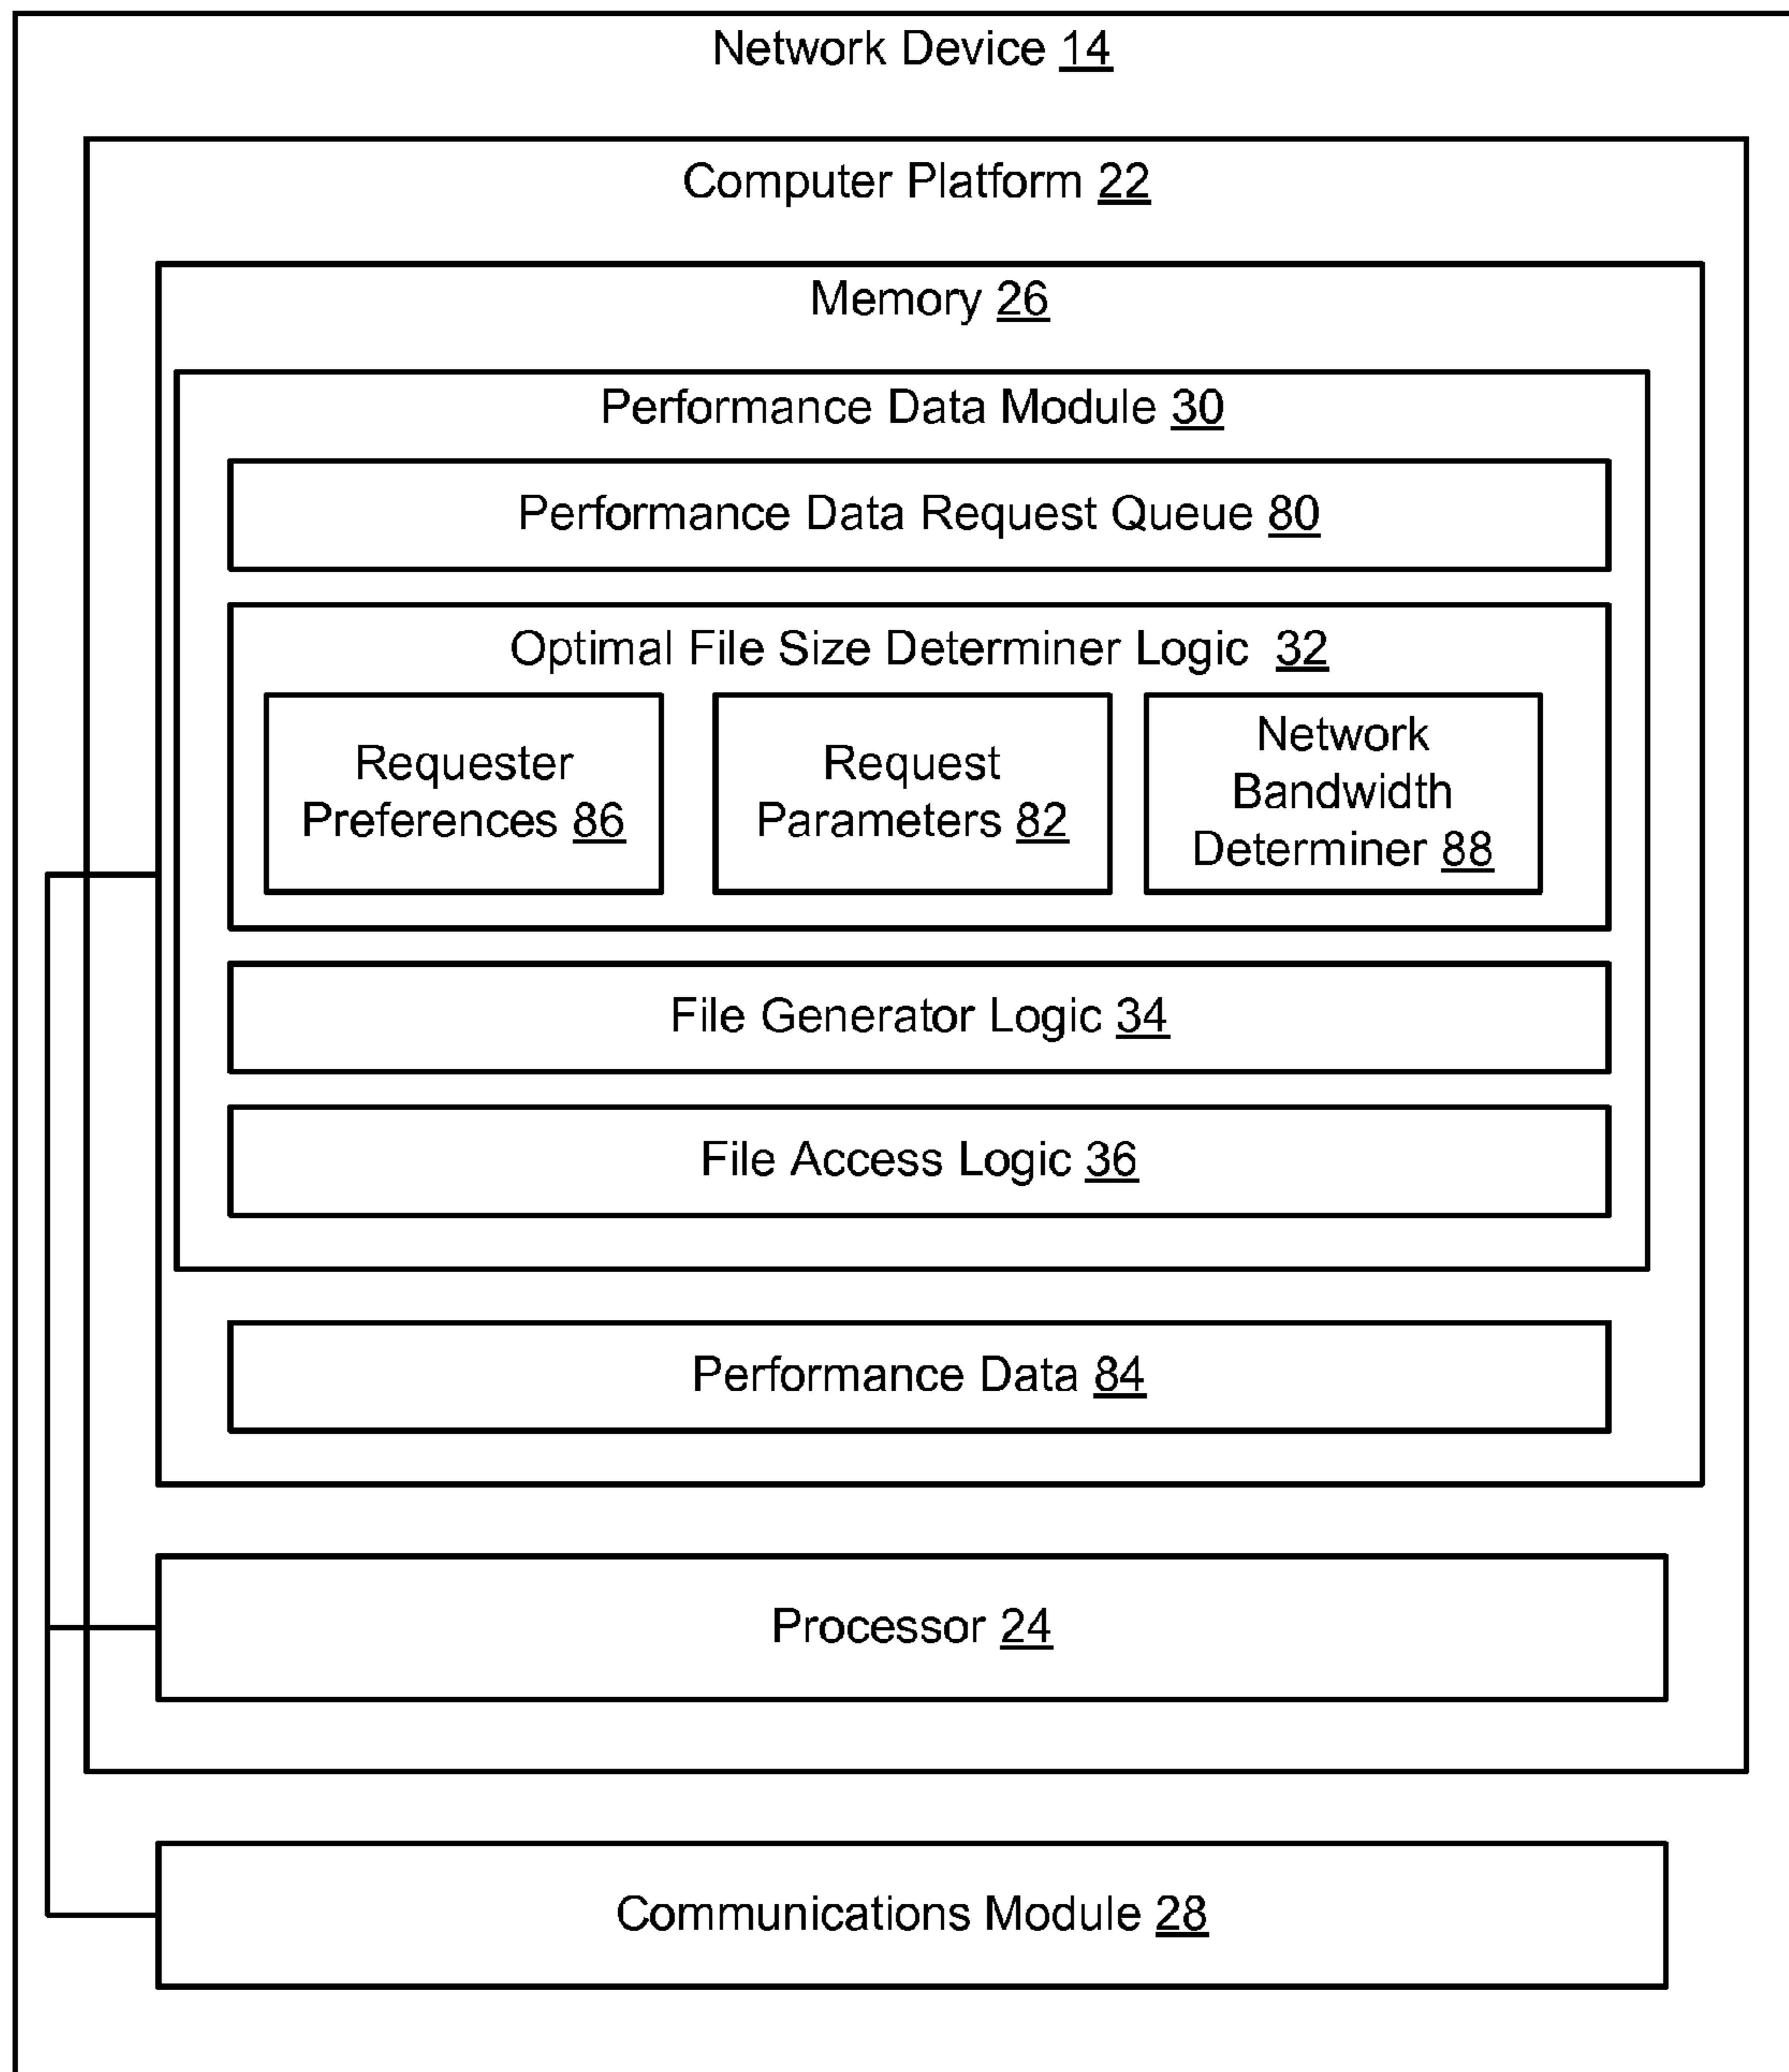 Network Device 14
Computer Platform 22
Memory 26
Performance Data Module 30
Performance Data Request Queue 80
Optimal File Size Determiner Logic 32
Requester
Preferences 86
Request
Parameters 82
Network
Bandwidth
Determiner 88
File Generator Logic 34
File Access Logic 36
Performance Data 84
Processor 24
Communications Module 28